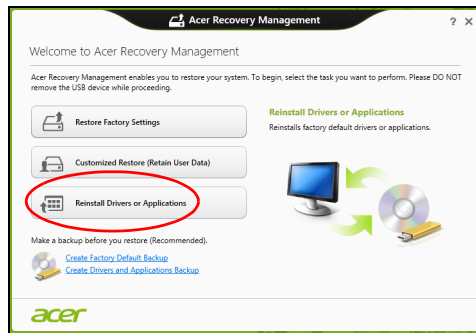 Acer Recovery Management
? X
Welcome to Acer Recovery Management
Acer Recovery Management enables you to restore your system. To begin, select the task you want to perform. Please DO NOT
remove the USB device while proceeding.
Restore Factory Settings
Reinstall Drivers or Applications
Reinstalls factory default drivers or applications.
Customized Restore (Retain User Data)
Reinstall Drivers or Applications
Make a backup before you restore (Recommended).
Create Factory Default Backup
Create Drivers and Applications Backup
acer